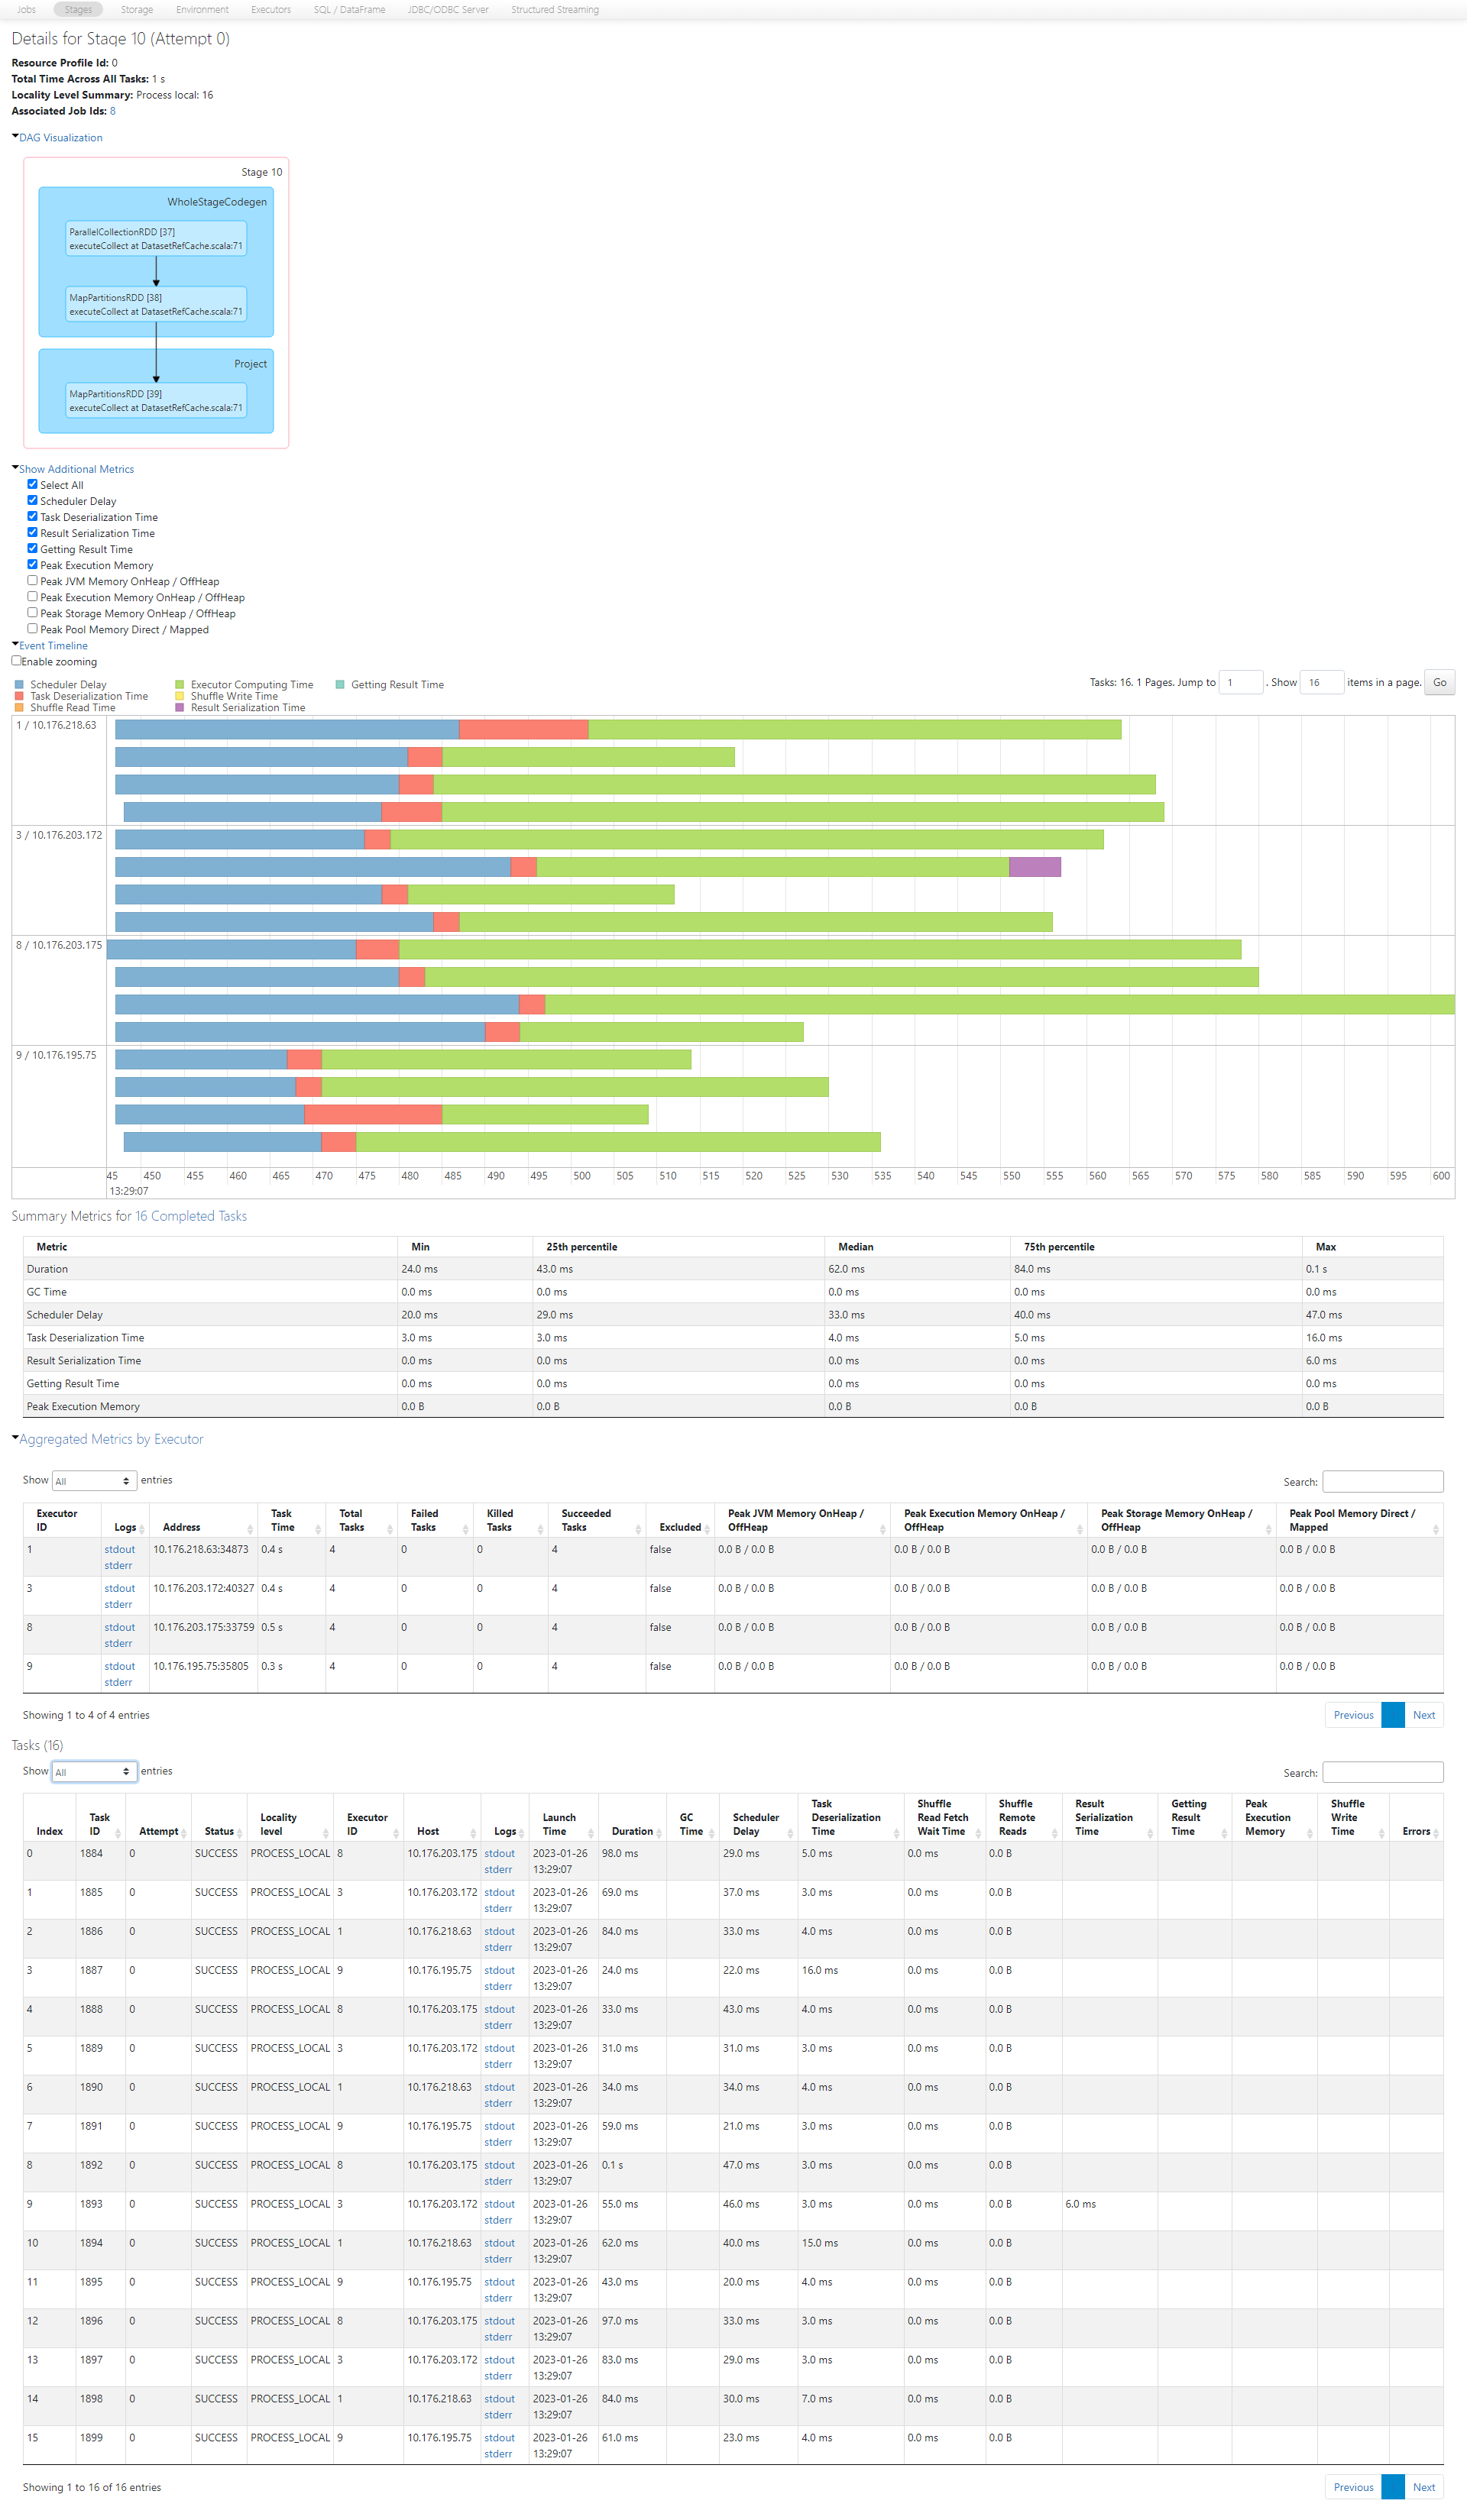 Jobs Stages Storage Environment Executors SQL / DataFrame JDBC/ODBC Server Structured Streaming
Details for Stage 10 (Attempt 0)
Resource Profile Id: 0
Total Time Across All Tasks: 1 s
Locality Level Summary: Process local: 16
Associated Job Ids: 8
DAG Visualization
Stage 10
WholeStageCodegen
ParallelCollectionRDD [37]
executeCollect at DatasetRefCache.scala:71
MapPartitionsRDD [38]
executeCollect at DatasetRefCache.scala:71
Project
MapPartitionsRDD [39]
executeCollect at DatasetRefCache.scala:71
Show Additional Metrics
Select All
Scheduler Delay
Task Deserialization Time
Result Serialization Time
Getting Result Time
Peak Execution Memory
Peak JVM Memory OnHeap / OffHeap
Peak Execution Memory OnHeap / OffHeap
Peak Storage Memory OnHeap / OffHeap
Peak Pool Memory Direct / Mapped
Event Timeline
Enable zooming
Scheduler Delay Executor Computing Time Getting Result Time
Task Deserialization Time Shuffle Write Time
Shuffle Read Time Result Serialization Time
Tasks: 16. 1 Pages. Jump to 1 . Show 16 items in a page. Go
1 / 10.176.218.63
3 / 10.176.203.172
8 / 10.176.203.175
9 / 10.176.195.75
45 450 455 460 465 470 475 480 485 490 495 500 505 510 515 520 525 530 535 540 545 550 555 560 565 570 575 580 585 590 595 600
13:29:07
Summary Metrics for 16 Completed Tasks
Metric Min 25th percentile Median 75th percentile Max
Duration 24.0 ms 43.0 ms 62.0 ms 84.0 ms 0.1 s
GC Time 0.0 ms 0.0 ms 0.0 ms 0.0 ms 0.0 ms
Scheduler Delay 20.0 ms 29.0 ms 33.0 ms 40.0 ms 47.0 ms
Task Deserialization Time 3.0 ms 3.0 ms 4.0 ms 5.0 ms 16.0 ms
Result Serialization Time 0.0 ms 0.0 ms 0.0 ms 0.0 ms 6.0 ms
Getting Result Time 0.0 ms 0.0 ms 0.0 ms 0.0 ms 0.0 ms
Peak Execution Memory 0.0 B 0.0 B 0.0 B 0.0 B 0.0 B
Aggregated Metrics by Executor
Show All entries Search:
Executor ID Logs Address Task Time Total Tasks Failed Tasks Killed Tasks Succeeded Tasks Excluded Peak JVM Memory OnHeap / OffHeap Peak Execution Memory OnHeap / OffHeap Peak Storage Memory OnHeap / OffHeap Peak Pool Memory Direct / Mapped
1 stdout stderr 10.176.218.63:34873 0.4 s 4 0 0 4 false 0.0 B / 0.0 B 0.0 B / 0.0 B 0.0 B / 0.0 B 0.0 B / 0.0 B
3 stdout stderr 10.176.203.172:40327 0.4 s 4 0 0 4 false 0.0 B / 0.0 B 0.0 B / 0.0 B 0.0 B / 0.0 B 0.0 B / 0.0 B
8 stdout stderr 10.176.203.175:33759 0.5 s 4 0 0 4 false 0.0 B / 0.0 B 0.0 B / 0.0 B 0.0 B / 0.0 B 0.0 B / 0.0 B
9 stdout stderr 10.176.195.75:35805 0.3 s 4 0 0 4 false 0.0 B / 0.0 B 0.0 B / 0.0 B 0.0 B / 0.0 B 0.0 B / 0.0 B
Showing 1 to 4 of 4 entries Previous Next
Tasks (16)
Show All entries Search:
Index Task ID Attempt Status Locality level Executor ID Host Logs Launch Time Duration GC Time Scheduler Delay Task Deserialization Time Shuffle Read Fetch Wait Time Shuffle Remote Reads Result Serialization Time Getting Result Time Peak Execution Memory Shuffle Write Time Errors
0 1884 0 SUCCESS PROCESS_LOCAL 8 10.176.203.175 stdout stderr 2023-01-26 13:29:07 98.0 ms 29.0 ms 5.0 ms 0.0 ms 0.0 B
1 1885 0 SUCCESS PROCESS_LOCAL 3 10.176.203.172 stdout stderr 2023-01-26 13:29:07 69.0 ms 37.0 ms 3.0 ms 0.0 ms 0.0 B
2 1886 0 SUCCESS PROCESS_LOCAL 1 10.176.218.63 stdout stderr 2023-01-26 13:29:07 84.0 ms 33.0 ms 4.0 ms 0.0 ms 0.0 B
3 1887 0 SUCCESS PROCESS_LOCAL 9 10.176.195.75 stdout stderr 2023-01-26 13:29:07 24.0 ms 22.0 ms 16.0 ms 0.0 ms 0.0 B
4 1888 0 SUCCESS PROCESS_LOCAL 8 10.176.203.175 stdout stderr 2023-01-26 13:29:07 33.0 ms 43.0 ms 4.0 ms 0.0 ms 0.0 B
5 1889 0 SUCCESS PROCESS_LOCAL 3 10.176.203.172 stdout stderr 2023-01-26 13:29:07 31.0 ms 31.0 ms 3.0 ms 0.0 ms 0.0 B
6 1890 0 SUCCESS PROCESS_LOCAL 1 10.176.218.63 stdout stderr 2023-01-26 13:29:07 34.0 ms 34.0 ms 4.0 ms 0.0 ms 0.0 B
7 1891 0 SUCCESS PROCESS_LOCAL 9 10.176.195.75 stdout stderr 2023-01-26 13:29:07 59.0 ms 21.0 ms 3.0 ms 0.0 ms 0.0 B
8 1892 0 SUCCESS PROCESS_LOCAL 8 10.176.203.175 stdout stderr 2023-01-26 13:29:07 0.1 s 47.0 ms 3.0 ms 0.0 ms 0.0 B
9 1893 0 SUCCESS PROCESS_LOCAL 3 10.176.203.172 stdout stderr 2023-01-26 13:29:07 55.0 ms 46.0 ms 3.0 ms 0.0 ms 0.0 B 6.0 ms
10 1894 0 SUCCESS PROCESS_LOCAL 1 10.176.218.63 stdout stderr 2023-01-26 13:29:07 62.0 ms 40.0 ms 15.0 ms 0.0 ms 0.0 B
11 1895 0 SUCCESS PROCESS_LOCAL 9 10.176.195.75 stdout stderr 2023-01-26 13:29:07 43.0 ms 20.0 ms 4.0 ms 0.0 ms 0.0 B
12 1896 0 SUCCESS PROCESS_LOCAL 8 10.176.203.175 stdout stderr 2023-01-26 13:29:07 97.0 ms 33.0 ms 3.0 ms 0.0 ms 0.0 B
13 1897 0 SUCCESS PROCESS_LOCAL 3 10.176.203.172 stdout stderr 2023-01-26 13:29:07 83.0 ms 29.0 ms 3.0 ms 0.0 ms 0.0 B
14 1898 0 SUCCESS PROCESS_LOCAL 1 10.176.218.63 stdout stderr 2023-01-26 13:29:07 84.0 ms 30.0 ms 7.0 ms 0.0 ms 0.0 B
15 1899 0 SUCCESS PROCESS_LOCAL 9 10.176.195.75 stdout stderr 2023-01-26 13:29:07 61.0 ms 23.0 ms 4.0 ms 0.0 ms 0.0 B
Showing 1 to 16 of 16 entries Previous Next